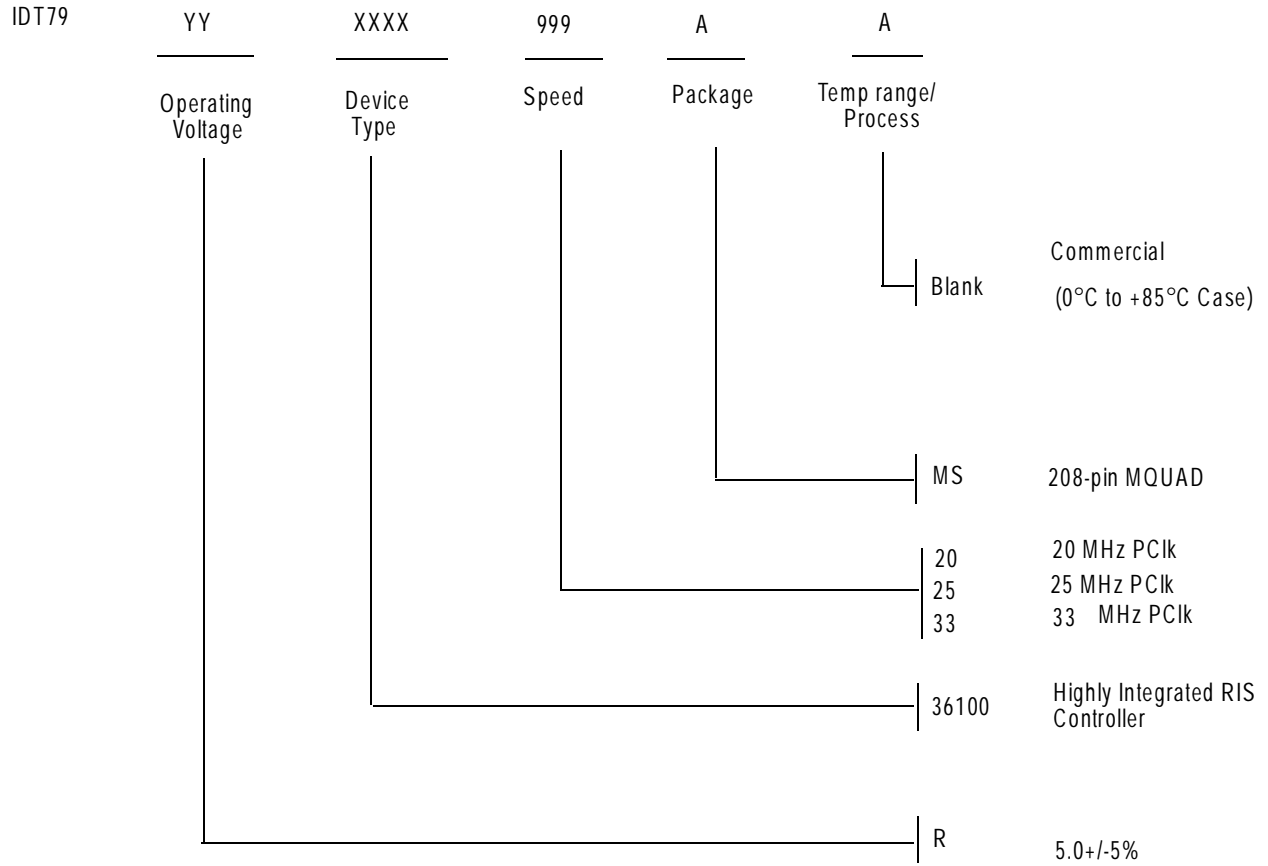 IDT79 YY XXXX 999 A A
Operating
Voltage
Device
Type
Speed
Package
Temp range/
Process
Blank
Commercial
(0°C to +85°C Case)
MS 208-pin MQUAD
20 20 MHz PClk
25 25 MHz PClk
33 33 MHz PClk
36100 Highly Integrated RIS
Controller
R 5.0+/-5%